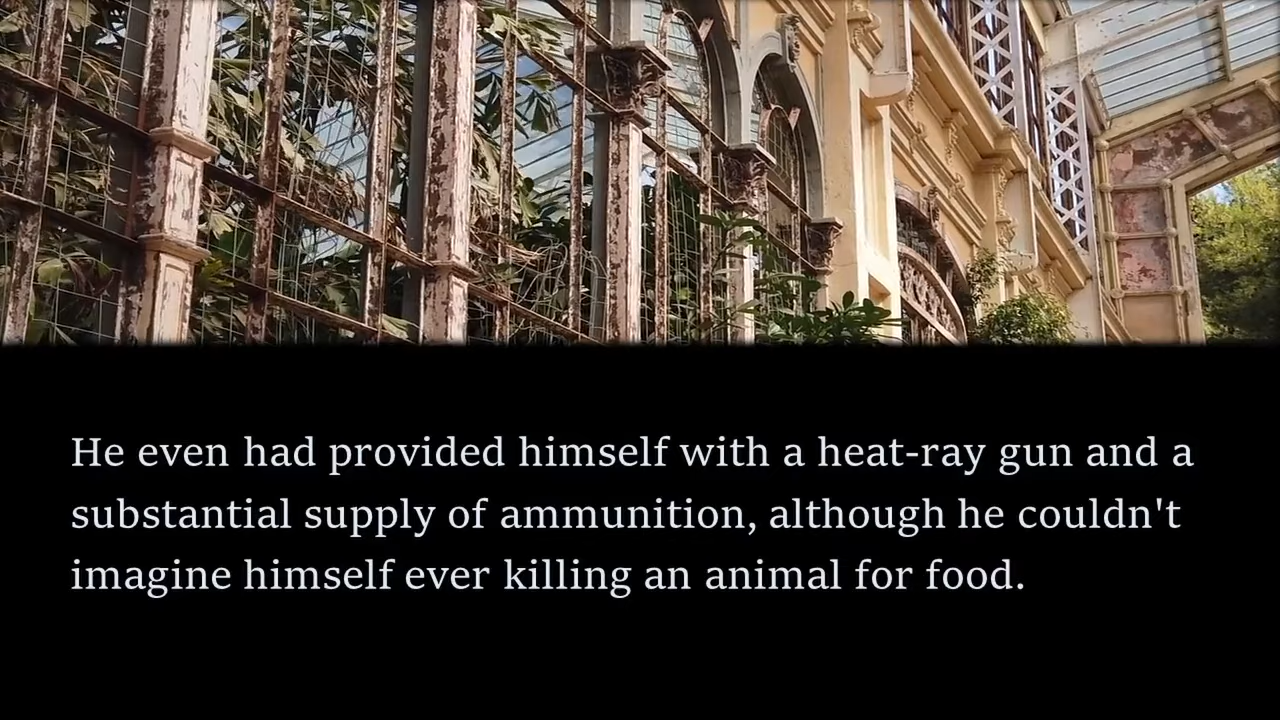 He even had provided himself with a heat-ray gun and a
substantial supply of ammunition, although he couldn't
imagine himself ever killing an animal for food.